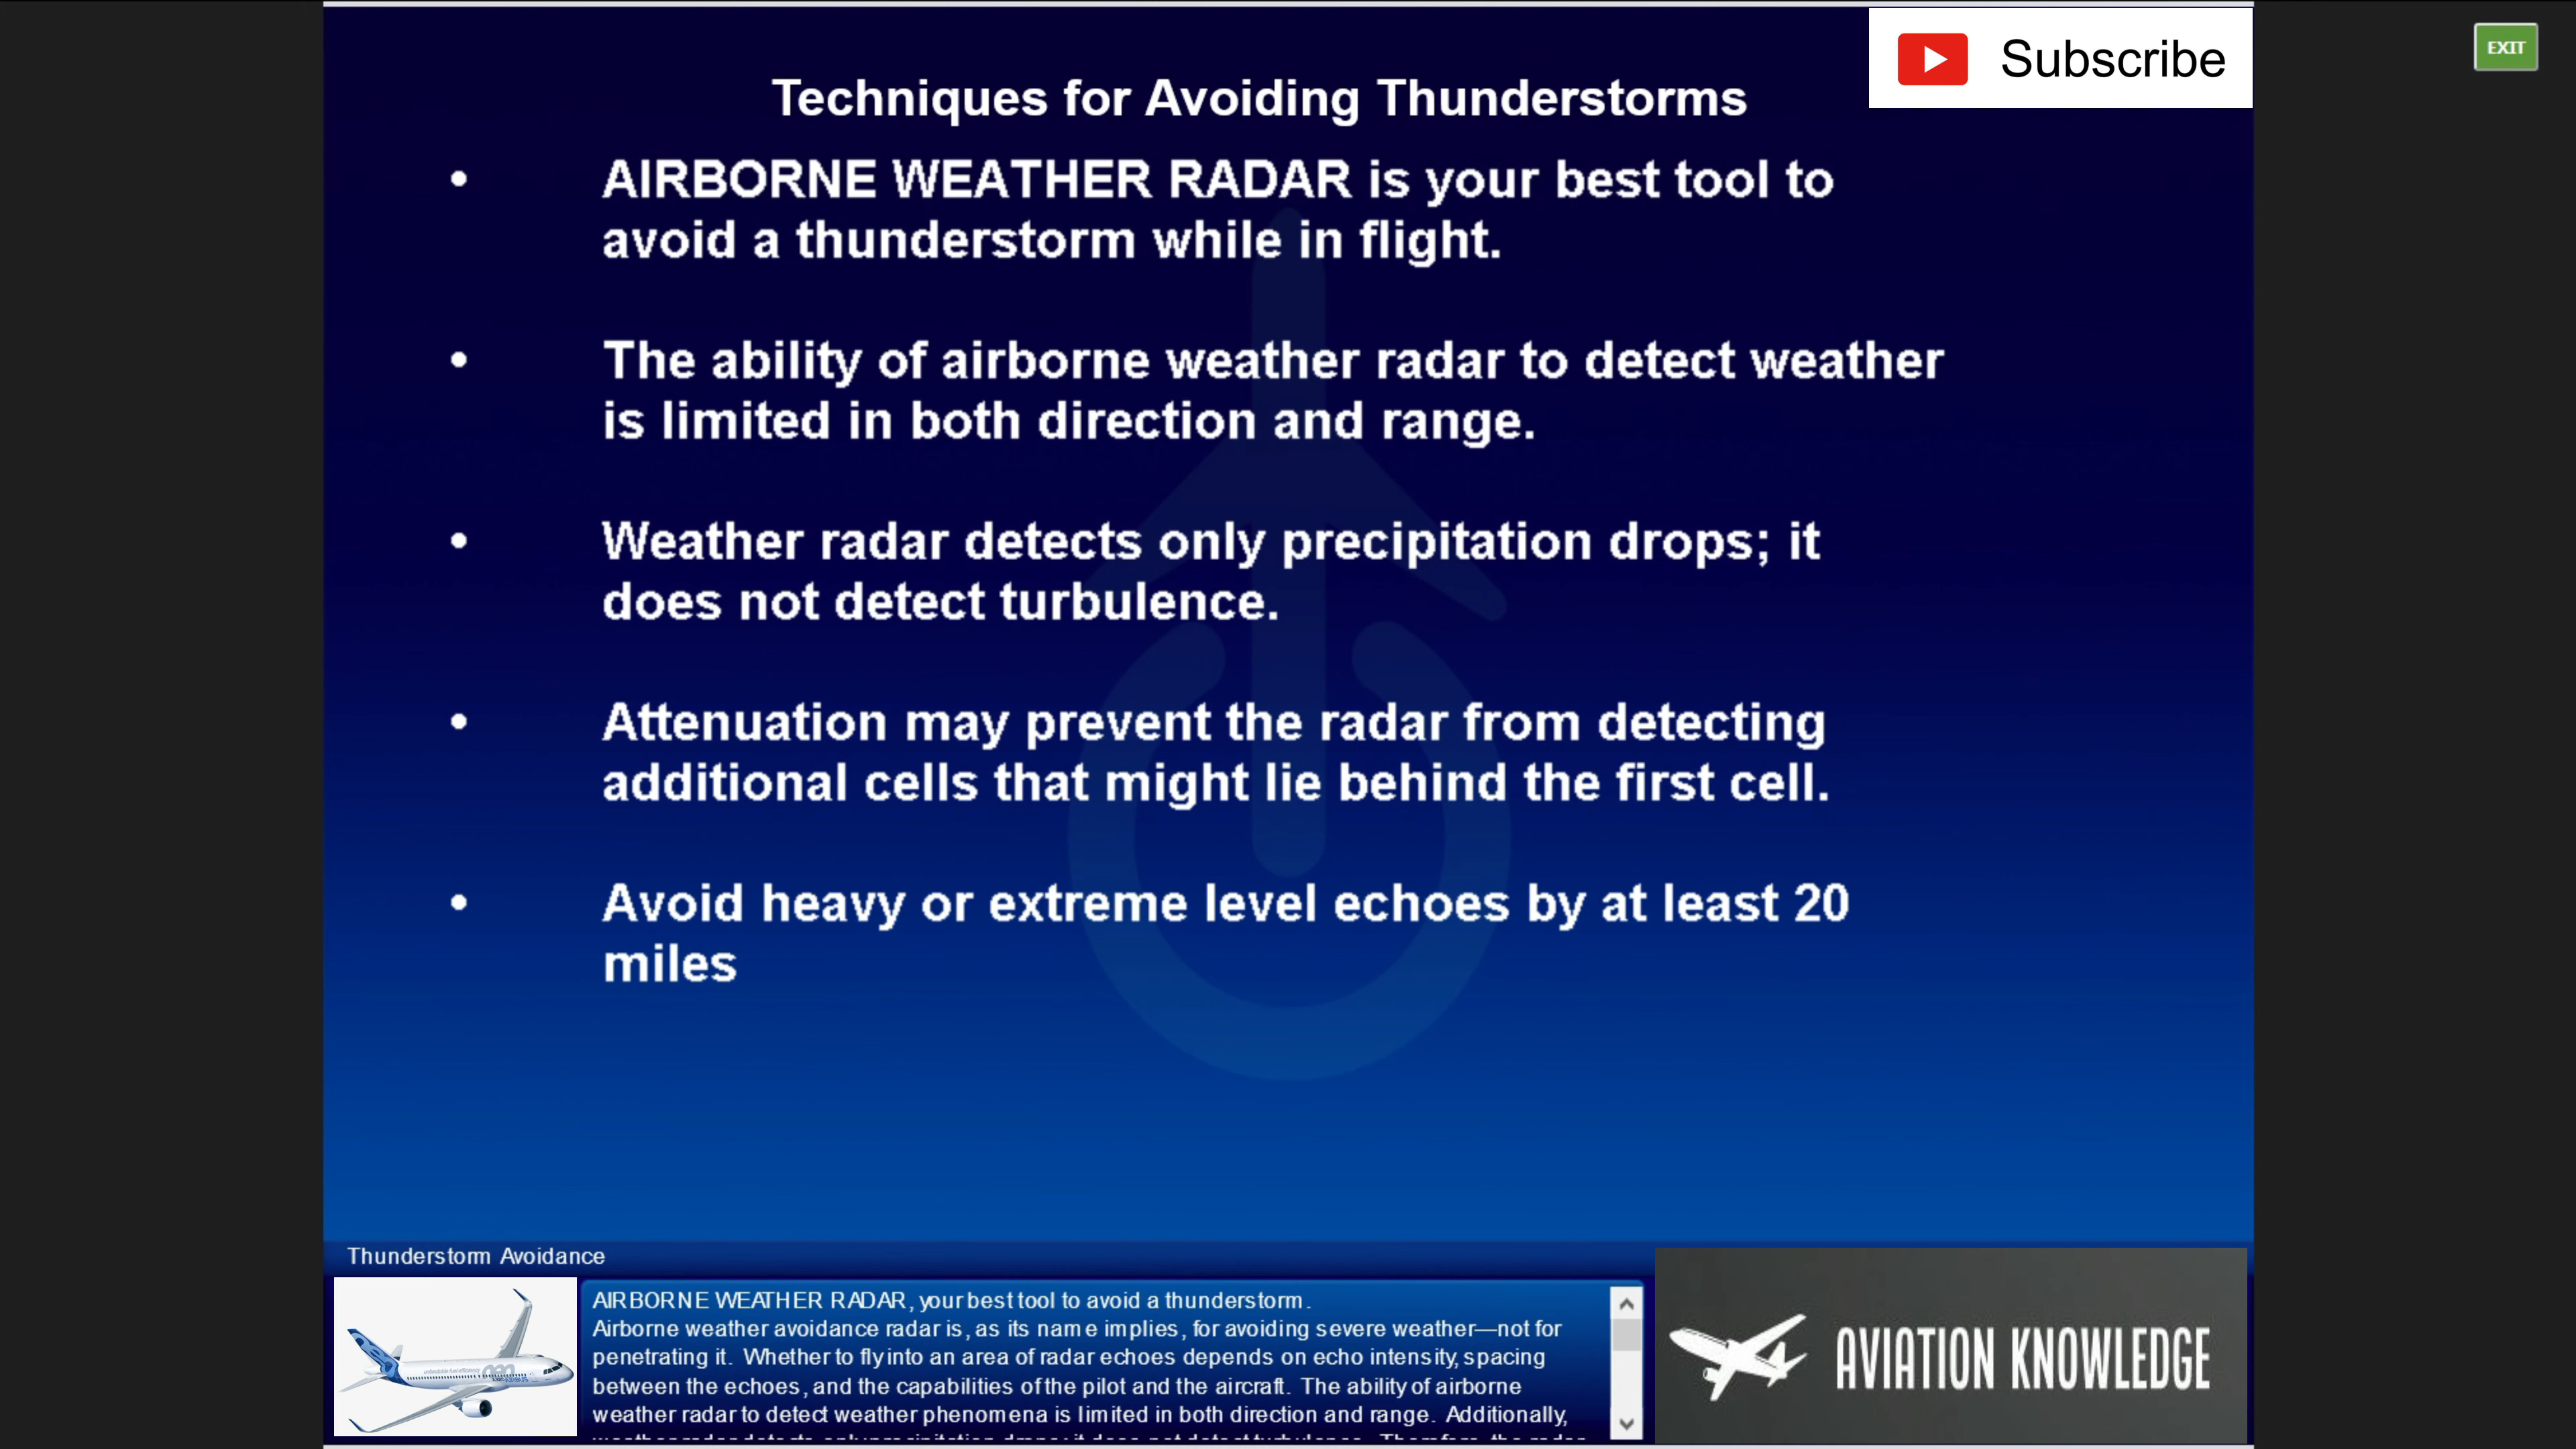 Subscribe
EXIT
Techniques for Avoiding Thunderstorms
• AIRBORNE WEATHER RADAR is your best tool to
avoid a thunderstorm while in flight.
• The ability of airborne weather radar to detect weather
is limited in both direction and range.
• Weather radar detects only precipitation drops; it
does not detect turbulence.
• Attenuation may prevent the radar from detecting
additional cells that might lie behind the first cell.
• Avoid heavy or extreme level echoes by at least 20
miles
Thunderstorm Avoidance
AIRBORNE WEATHER RADAR, your best tool to avoid a thunderstorm.
Airborne weather avoidance radar is, as its name implies, for avoiding severe weather—not for
penetrating it. Whether to fly into an area of radar echoes depends on echo intensity, spacing
between the echoes, and the capabilities of the pilot and the aircraft. The ability of airborne
weather radar to detect weather phenomena is limited in both direction and range. Additionally,
neo
AVIATION KNOWLEDGE